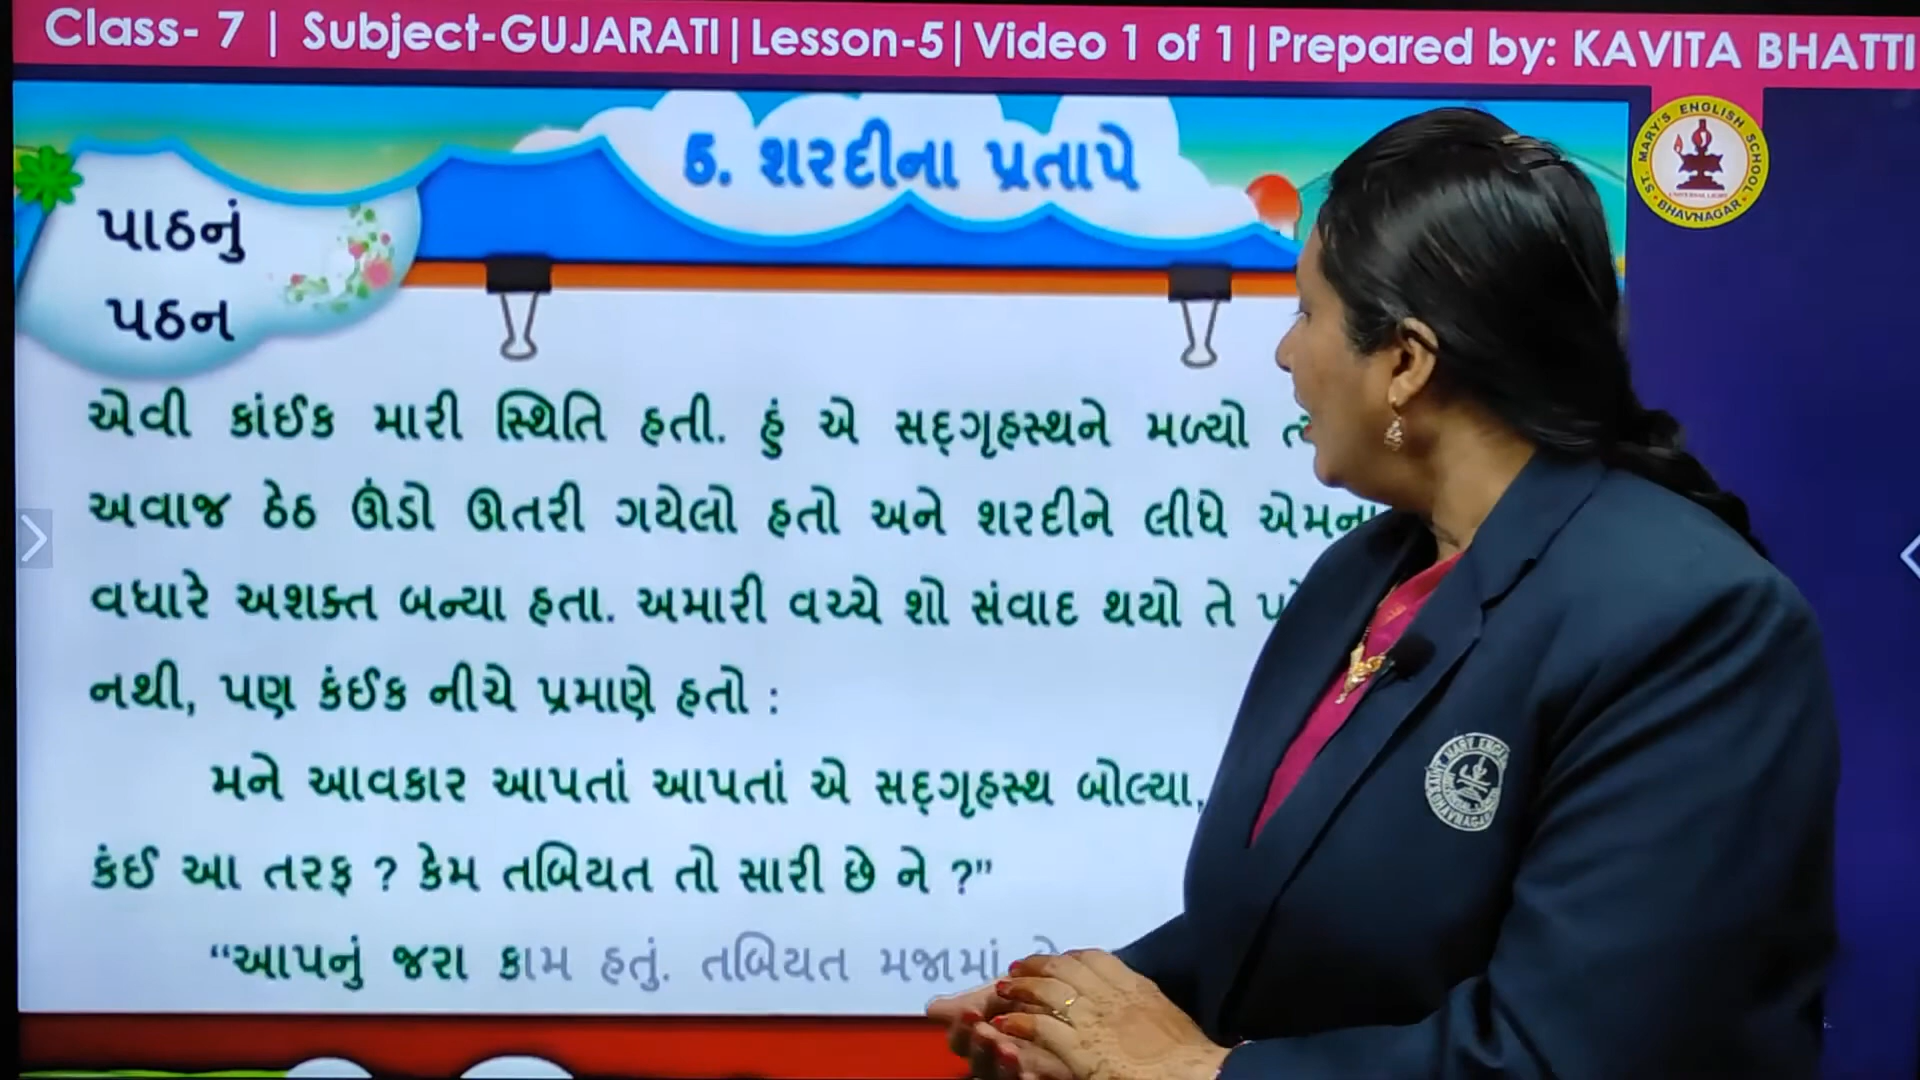 Class- 7 | Subject-GUJARATI| Lesson-5| Video 1 of 1| Prepared by: KAVITA BHATTI
5. શરદીના પ્રતાપે
ST. MARY'S ENGLISH SCHOOL
BHAVNAGAR
પાઠનું
પઠન
એવી કાંઈક મારી સ્થિતિ હતી. હું એ સદ્ગૃહસ્થને મળ્યો
અવાજ ઠેઠ ઊંડો ઊતરી ગયેલો હતો અને શરદીને લીધે
વધારે અશક્ત બન્યા હતા. અમારી વચ્ચે શો સંવાદ થયો તે
નથી, પણ કંઈક નીચે પ્રમાણે હતો :
મને આવકાર આપતાં આપતાં એ સદ્ગૃહસ્થ બોલ્યા,
કંઈ આ તરફ ? કેમ તબિયત તો સારી છે ને ?”
“આપનું જરા કામ હતું. તબિયત મજામાં